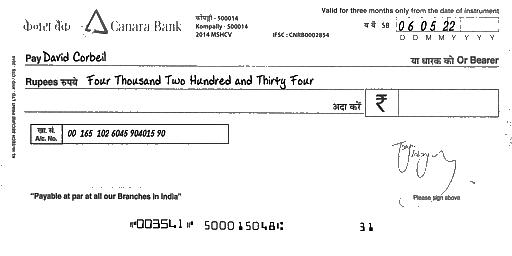 Valid for three months only from the date of instrument
केनरा बैंक Canara Bank
कोंपल्ली - 500014
Kompally - 500014
2014 MSHCV
IFSC : CNRB0002854
SB 06 05 22
D D M M Y Y Y Y
Pay David Corbeil या धारक को Or Bearer
Rupees रुपये Four Thousand Two Hundred and Thirty Four
अदा करें ₹
खा. सं.
A/c. No. 00 165 102 6045 904015 90
"Payable at par at all our Branches in India"
Please sign above
⑈003541⑈ 500015048⑆ 31